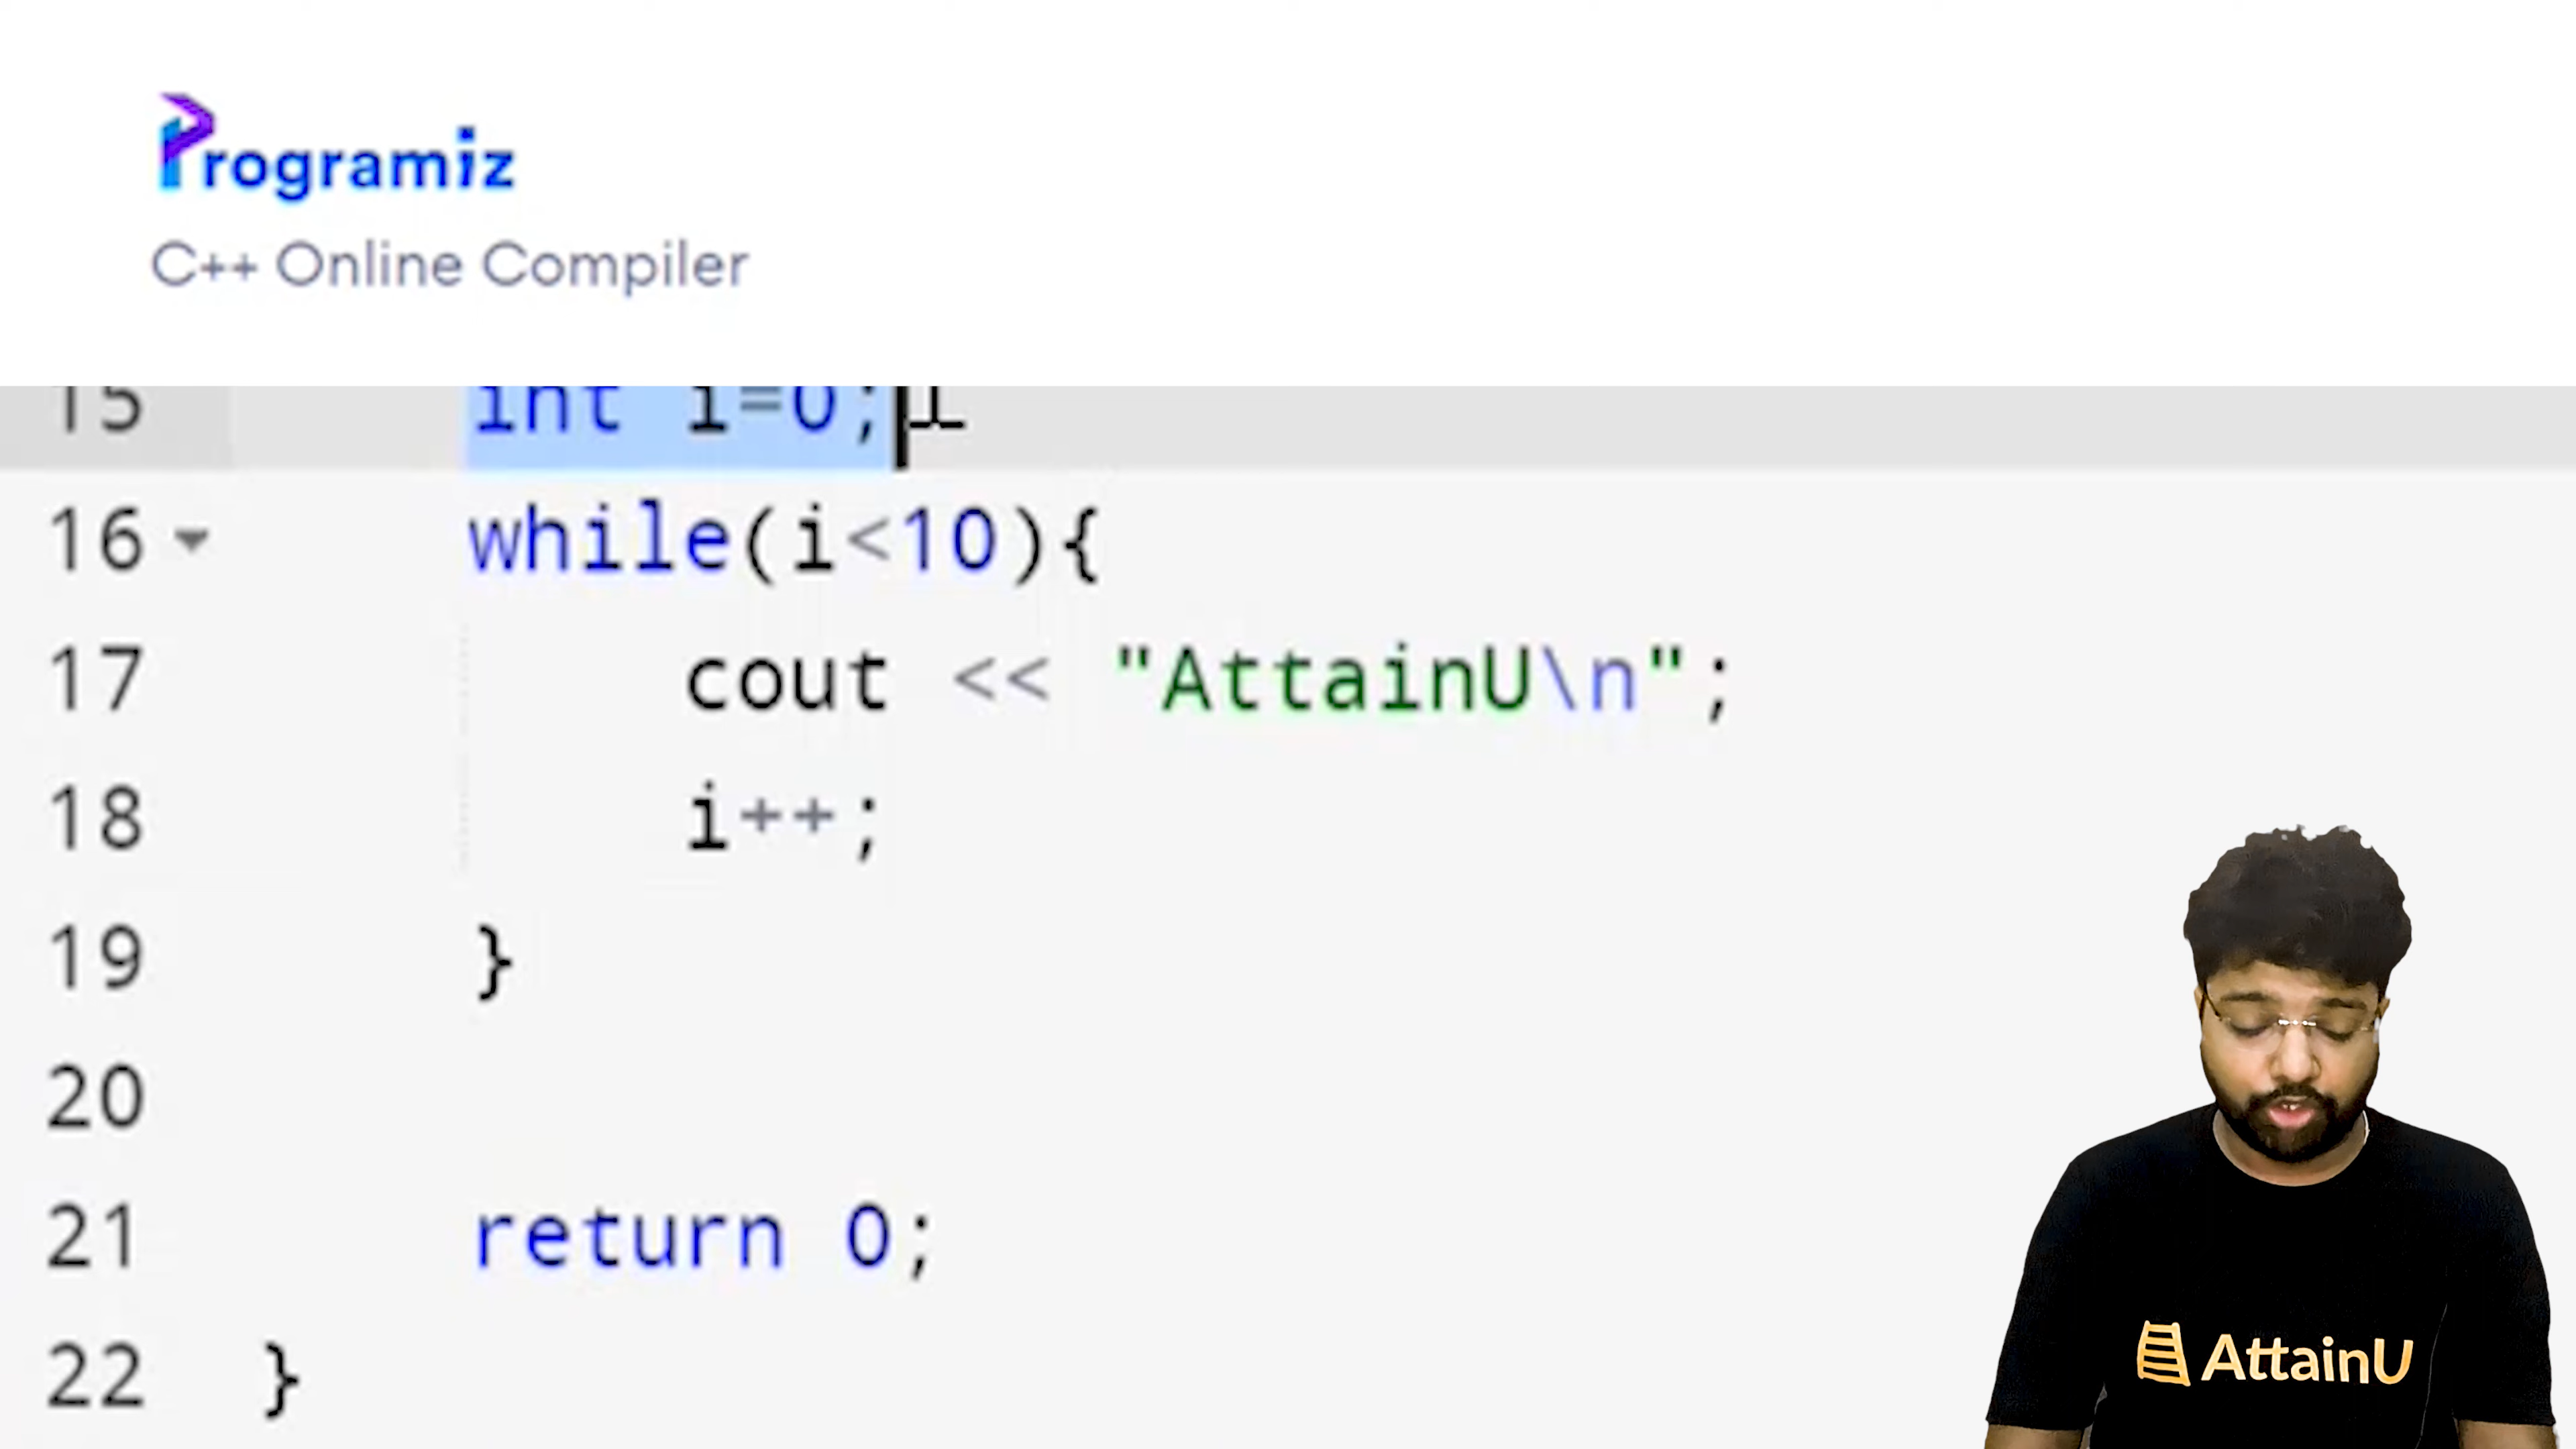 Programiz
C++ Online Compiler
15 int i=0;
16 while(i<10){
17 cout << "AttainU\n";
18 i++;
19 }
20
21 return 0;
22 }
AttainU